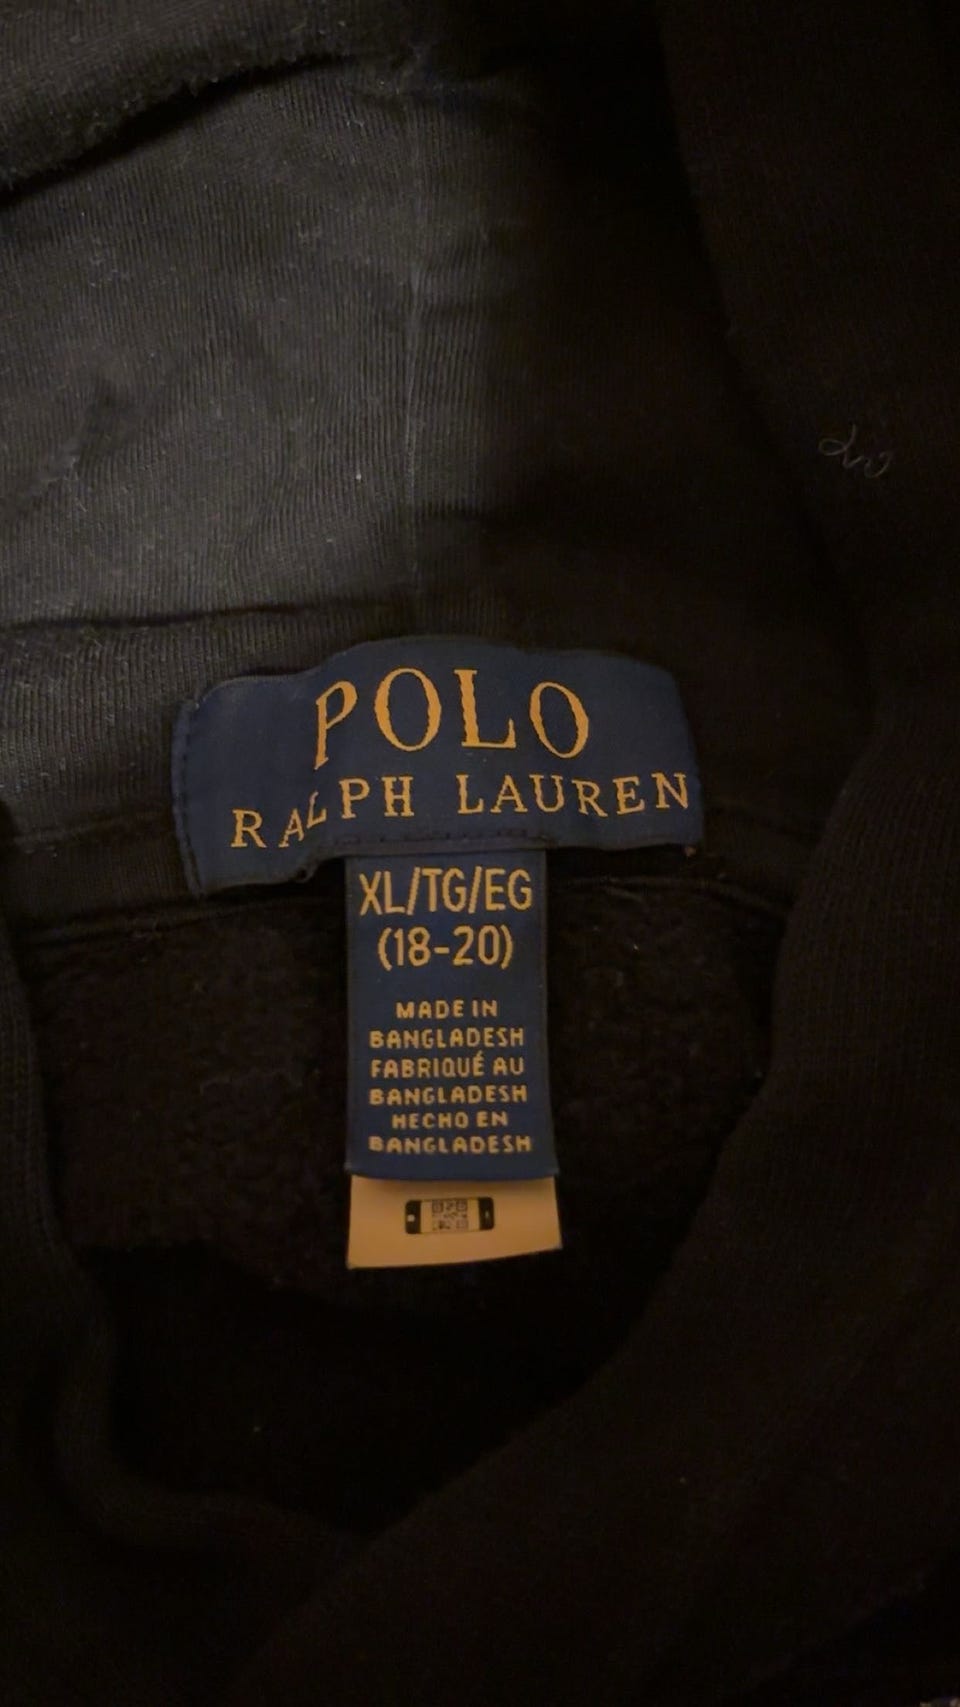 POLO
RALPH LAUREN
XL/TG/EG
(18-20)
MADE IN
BANGLADESH
FABRIQUÉ AU
BANGLADESH
HECHO EN
BANGLADESH